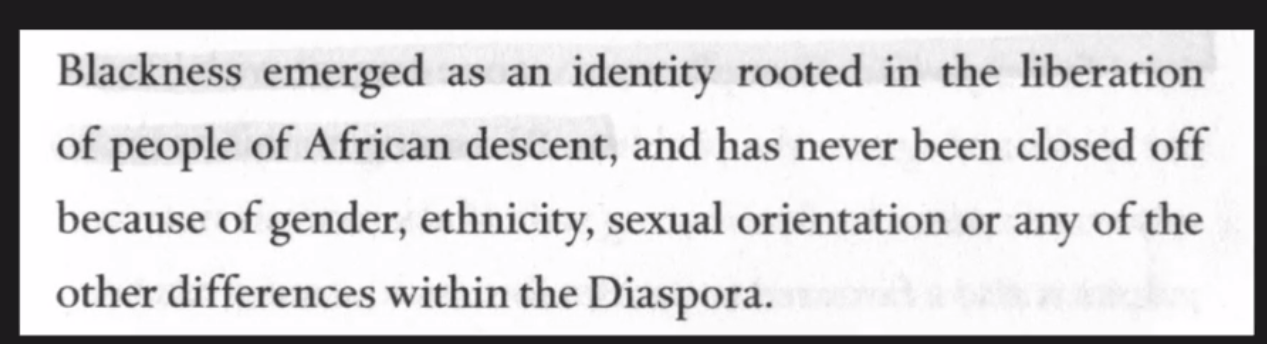 Blackness emerged as an identity rooted in the liberation
of people of African descent, and has never been closed off
because of gender, ethnicity, sexual orientation or any of the
other differences within the Diaspora.